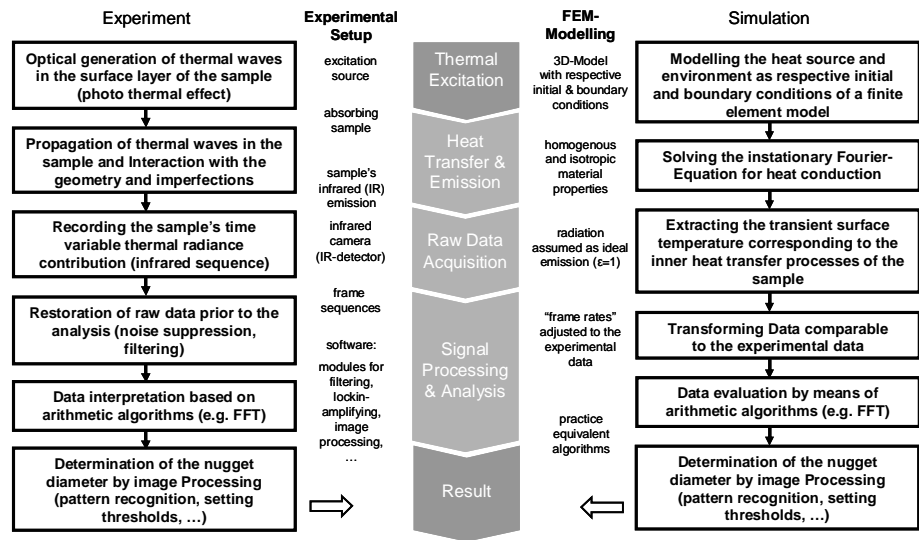 Experiment
Optical generation of thermal waves
in the surface layer of the sample
(photo thermal effect)
Propagation of thermal waves in the
sample and Interaction with the
geometry and imperfections
Recording the sample's time
variable thermal radiance
contribution (infrared sequence)
Restoration of raw data prior to the
analysis (noise suppression,
filtering)
Data interpretation based on
arithmetic algorithms (e.g. FFT)
Determination of the nugget
diameter by image Processing
(pattern recognition, setting
thresholds, …)
Experimental
Setup
excitation
source
absorbing
sample
sample's
infrared (IR)
emission
infrared
camera
(IR-detector)
frame
sequences
software:
modules for
filtering,
lockin-
amplifying,
image
processing,
…
Thermal
Excitation
Heat
Transfer &
Emission
Raw Data
Acquisition
Signal
Processing
& Analysis
Result
FEM-
Modelling
3D-Model
with respective
initial & boundary
conditions
homogenous
and isotropic
material
properties
radiation
assumed as ideal
emission (ε=1)
"frame rates"
adjusted to the
experimental
data
practice
equivalent
algorithms
Simulation
Modelling the heat source and
environment as respective initial
and boundary conditions of a finite
element model
Solving the instationary Fourier-
Equation for heat conduction
Extracting the transient surface
temperature corresponding to the
inner heat transfer processes of the
sample
Transforming Data comparable
to the experimental data
Data evaluation by means of
arithmetic algorithms (e.g. FFT)
Determination of the nugget
diameter by image Processing
(pattern recognition, setting
thresholds, …)